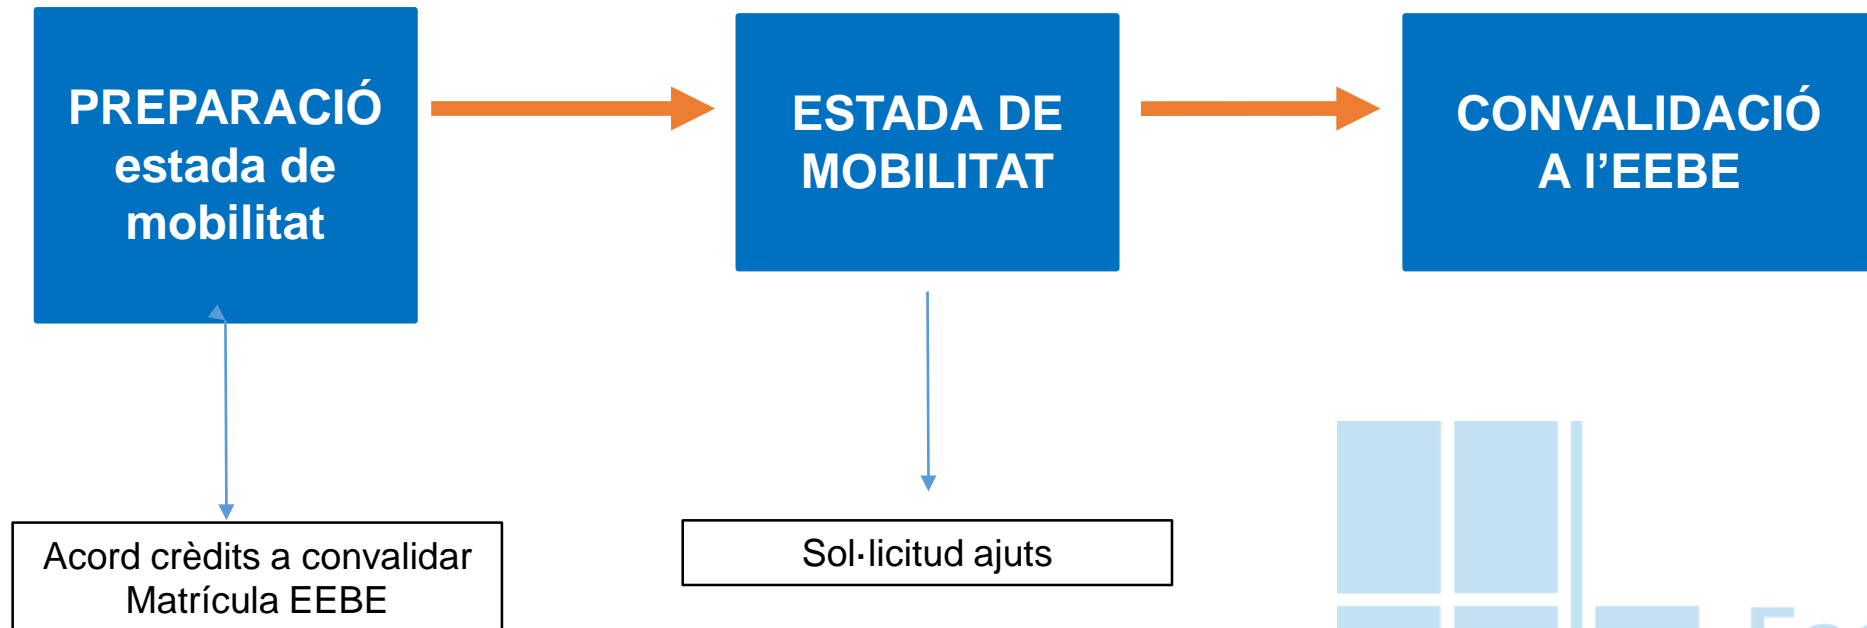 PREPARACIÓ
estada de
mobilitat
ESTADA DE
MOBILITAT
CONVALIDACIÓ
A l’EEBE
Acord crèdits a convalidar
Matrícula EEBE
Sol·licitud ajuts